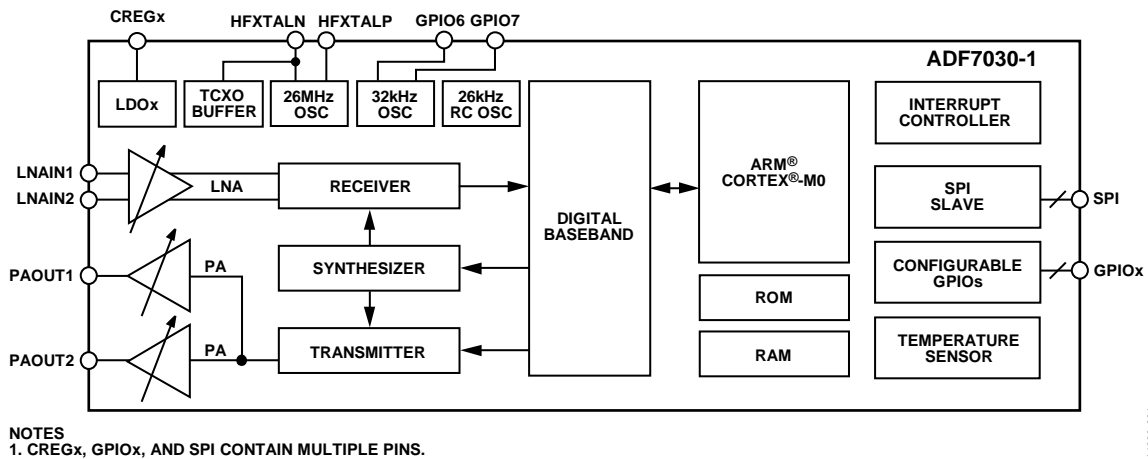 CREGx
HFXTALN
HFXTALP
GPIO6
GPIO7
ADF7030-1
LDOx
TCXO
BUFFER
26MHz
OSC
32kHz
OSC
26kHz
RC OSC
INTERRUPT
CONTROLLER
LNAIN1
LNAIN2
LNA
RECEIVER
ARM®
CORTEX®-M0
SPI
SLAVE
SPI
DIGITAL
BASEBAND
PAOUT1
PA
SYNTHESIZER
CONFIGURABLE
GPIOs
GPIOx
ROM
PAOUT2
PA
TRANSMITTER
RAM
TEMPERATURE
SENSOR
NOTES
1. CREGx, GPIOx, AND SPI CONTAIN MULTIPLE PINS.